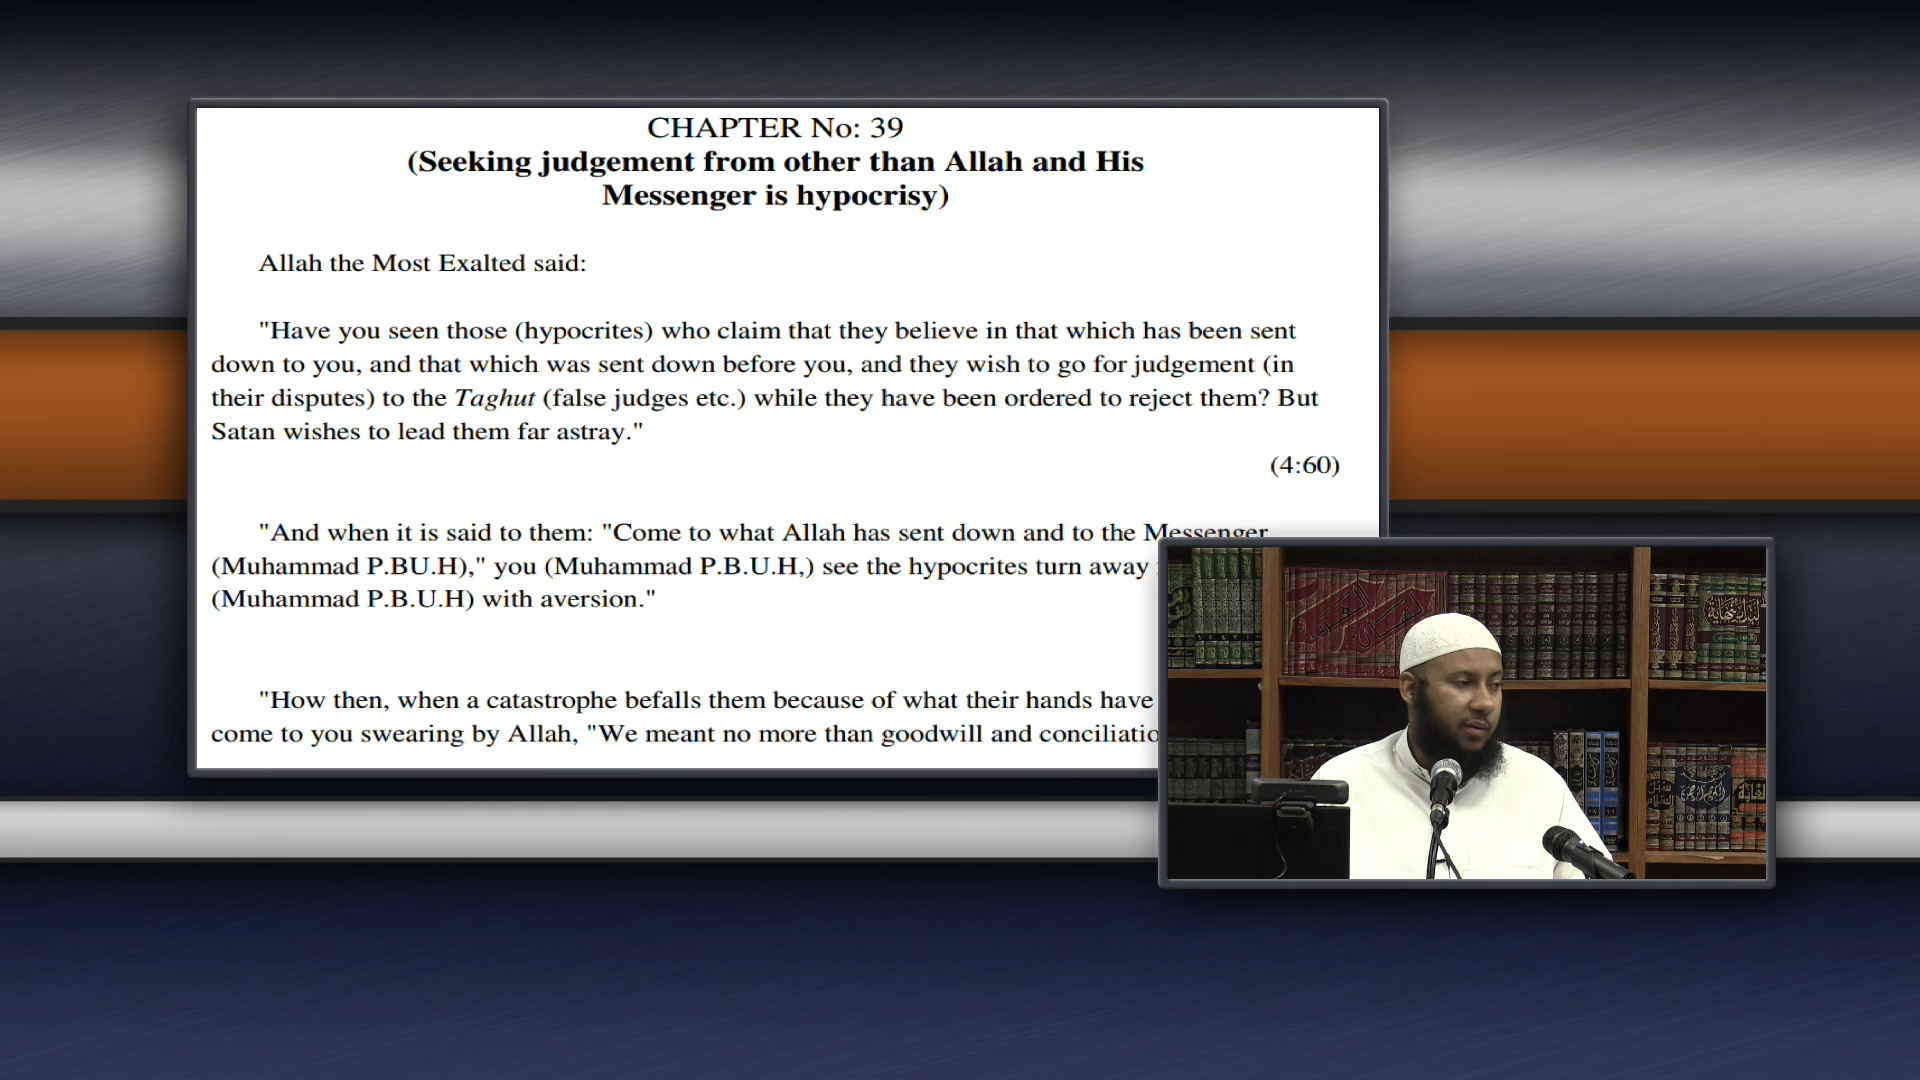 CHAPTER No: 39
(Seeking judgement from other than Allah and His
Messenger is hypocrisy)
Allah the Most Exalted said:
"Have you seen those (hypocrites) who claim that they believe in that which has been sent
down to you, and that which was sent down before you, and they wish to go for judgement (in
their disputes) to the Taghut (false judges etc.) while they have been ordered to reject them? But
Satan wishes to lead them far astray."
(4:60)
"And when it is said to them: "Come to what Allah has sent down and to the Messenger
(Muhammad P.BU.H)," you (Muhammad P.B.U.H,) see the hypocrites turn away
(Muhammad P.B.U.H) with aversion."
"How then, when a catastrophe befalls them because of what their hands have
come to you swearing by Allah, "We meant no more than goodwill and conciliatio
لسان العرب